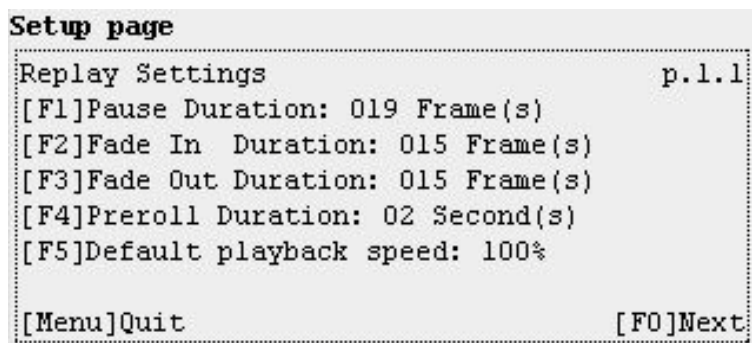 Setup page
Replay Settings p.1.1
[F1]Pause Duration: 019 Frame(s)
[F2]Fade In  Duration: 015 Frame(s)
[F3]Fade Out Duration: 015 Frame(s)
[F4]Preroll Duration: 02 Second(s)
[F5]Default playback speed: 100%
[Menu]Quit [F0]Next